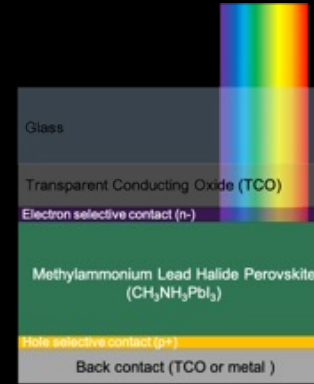 Glass
Transparent Conducting Oxide (TCO)
Electron selective contact (n-)
Methylammonium Lead Halide Perovskite
(CH₃NH₃PbI₃)
Hole selective contact (p+)
Back contact (TCO or metal )